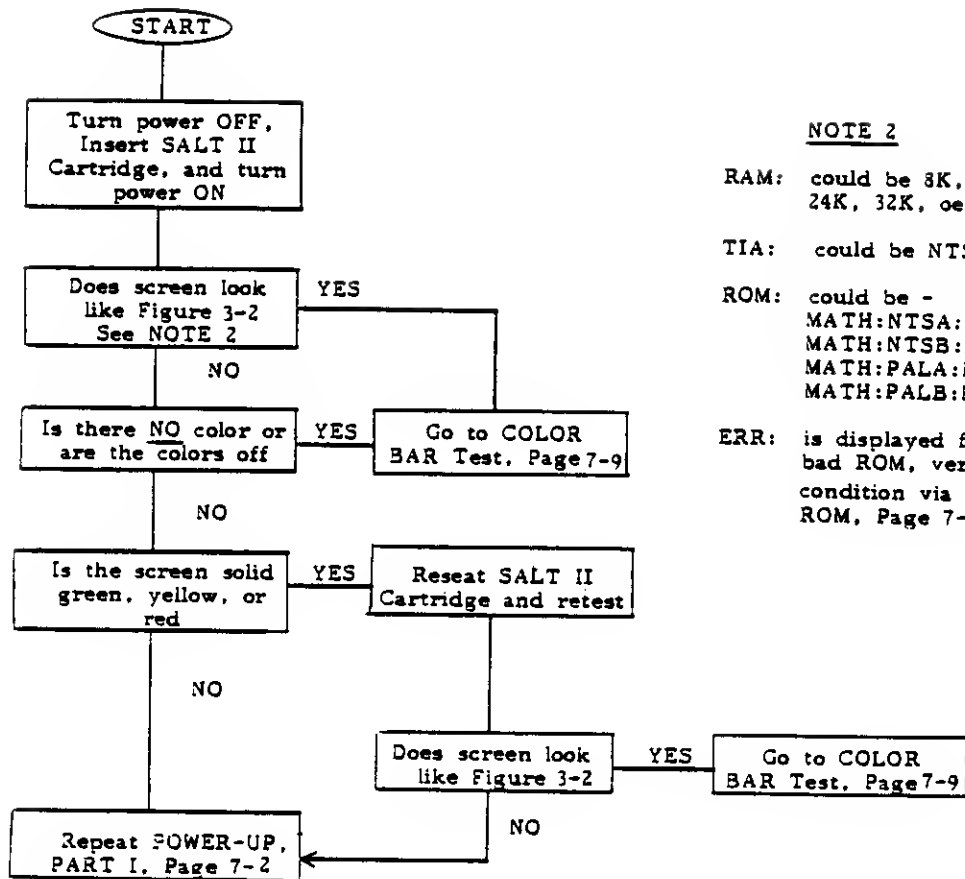 START
Turn power OFF,
Insert SALT II
Cartridge, and turn
power ON
Does screen look
like Figure 3-2
See NOTE 2
YES
NO
Is there NO color or
are the colors off
YES
Go to COLOR
BAR Test, Page 7-9
NO
Is the screen solid
green, yellow, or
red
YES
Reseat SALT II
Cartridge and retest
NO
Does screen look
like Figure 3-2
YES
Go to COLOR
BAR Test, Page 7-9
NO
Repeat POWER-UP,
PART I, Page 7-2
NOTE 2
RAM: could be 8K,
24K, 32K, oe
TIA: could be NTS
ROM: could be -
MATH:NTSA:
MATH:NTSB:
MATH:PALA:
MATH:PALB:
ERR: is displayed f
bad ROM, ver
condition via
ROM, Page 7-